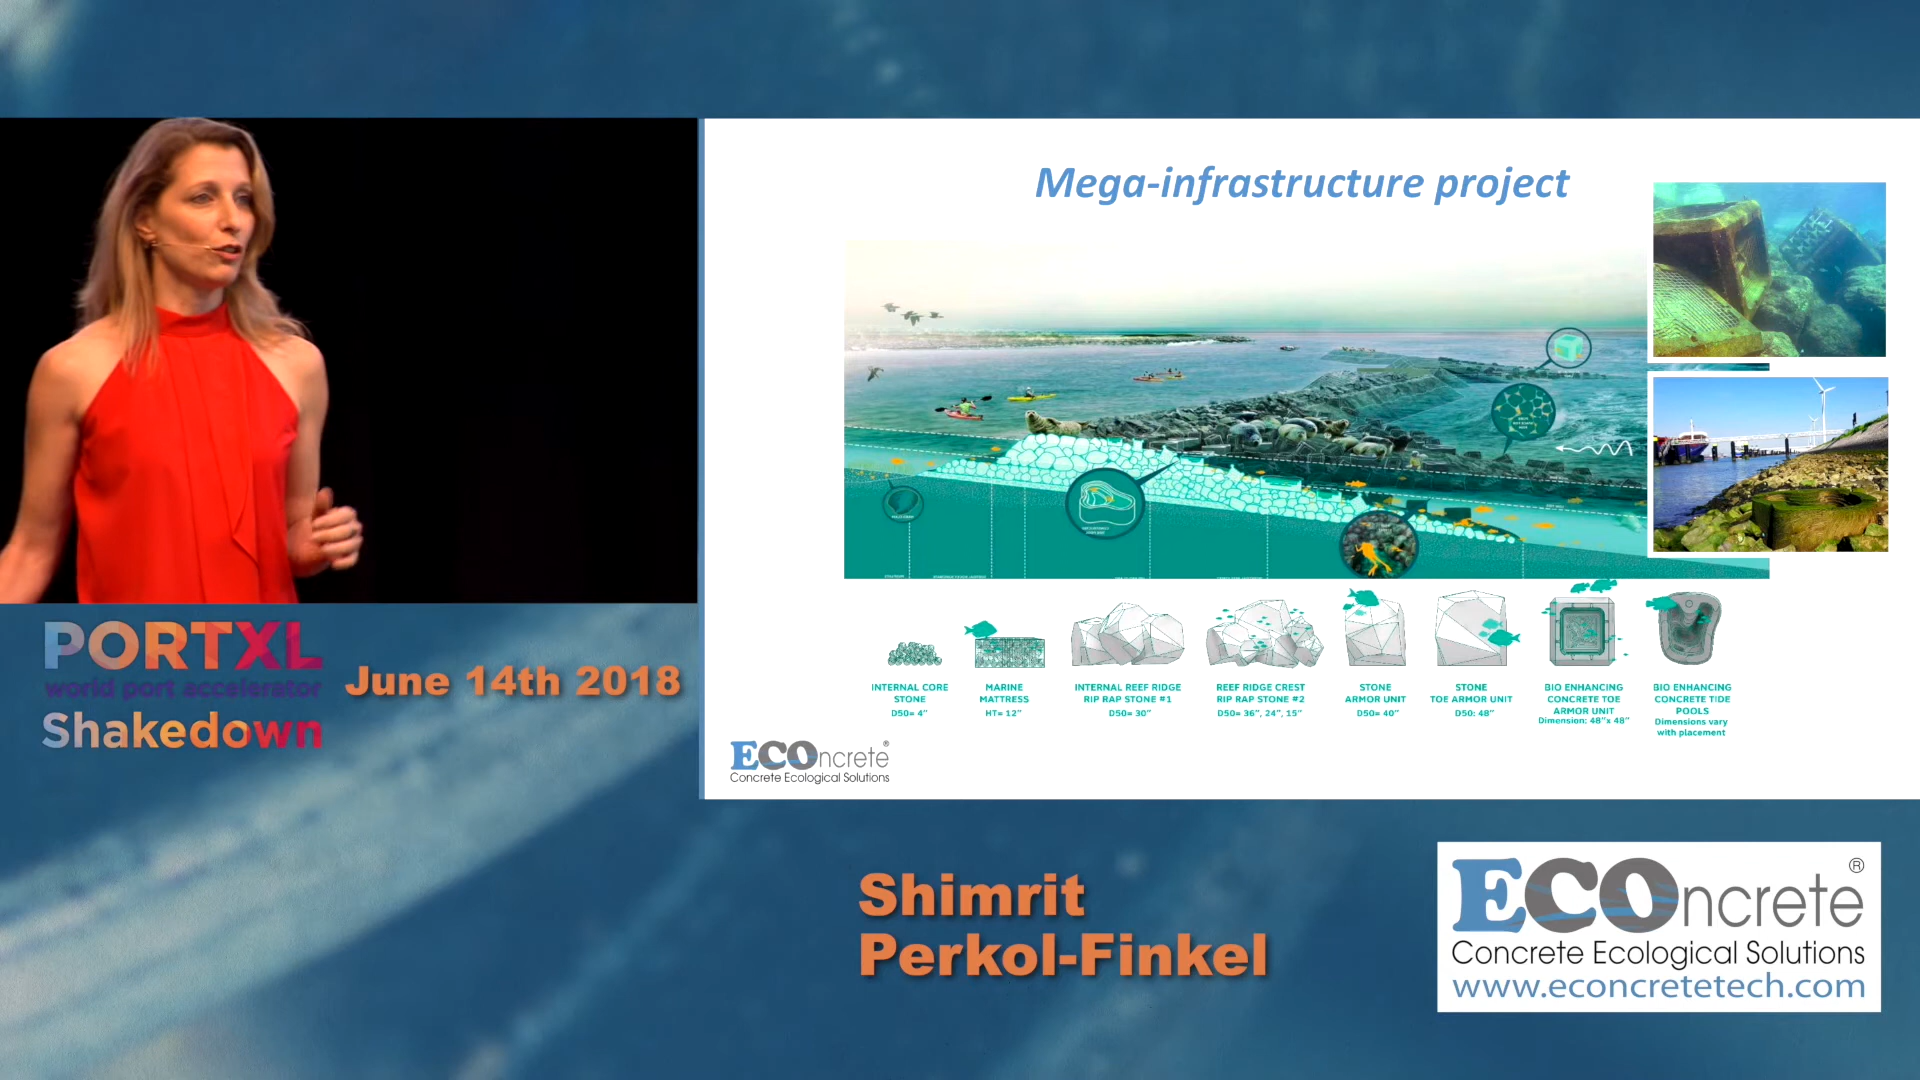 Mega-infrastructure project
INTERNAL CORE
STONE
D50= 4"
MARINE
MATTRESS
HT= 12"
INTERNAL REEF RIDGE
RIP RAP STONE #1
D50= 30"
REEF RIDGE CREST
RIP RAP STONE #2
D50= 36", 24", 15"
STONE
ARMOR UNIT
D50= 40"
STONE
TOE ARMOR UNIT
D50: 48"
BIO ENHANCING
CONCRETE TOE
ARMOR UNIT
Dimension: 48"x 48"
BIO ENHANCING
CONCRETE TIDE
POOLS
Dimensions vary
with placement
ECOncrete®
Concrete Ecological Solutions
PORTXL
world port accelerator
Shakedown
June 14th 2018
Shimrit
Perkol-Finkel
ECOncrete®
Concrete Ecological Solutions
www.econcretetech.com